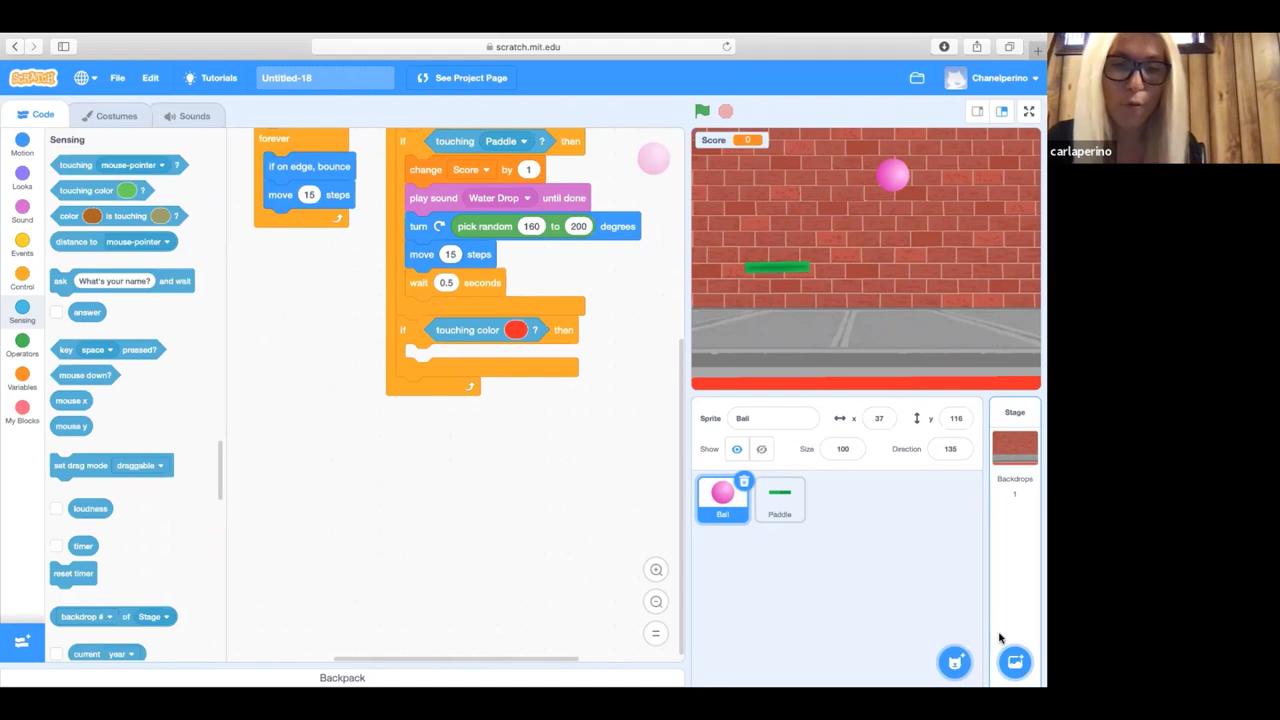 scratch.mit.edu
SCRATCH
File
Edit
Tutorials
Untitled-18
See Project Page
Chanelperino
Code
Costumes
Sounds
Motion
Looks
Sound
Events
Control
Sensing
Operators
Variables
My Blocks
Sensing
touching mouse-pointer ?
touching color ?
color is touching ?
distance to mouse-pointer
ask What's your name? and wait
answer
key space pressed?
mouse down?
mouse x
mouse y
set drag mode draggable
loudness
timer
reset timer
backdrop # of Stage
current year
forever
if on edge, bounce
move 15 steps
if touching Paddle ? then
change Score by 1
play sound Water Drop until done
turn pick random 160 to 200 degrees
move 15 steps
wait 0.5 seconds
if touching color ? then
Backpack
Score 0
Sprite Ball x 37 y 116
Show Size 100 Direction 135
Ball
Paddle
Stage
Backdrops
1
carlaperino